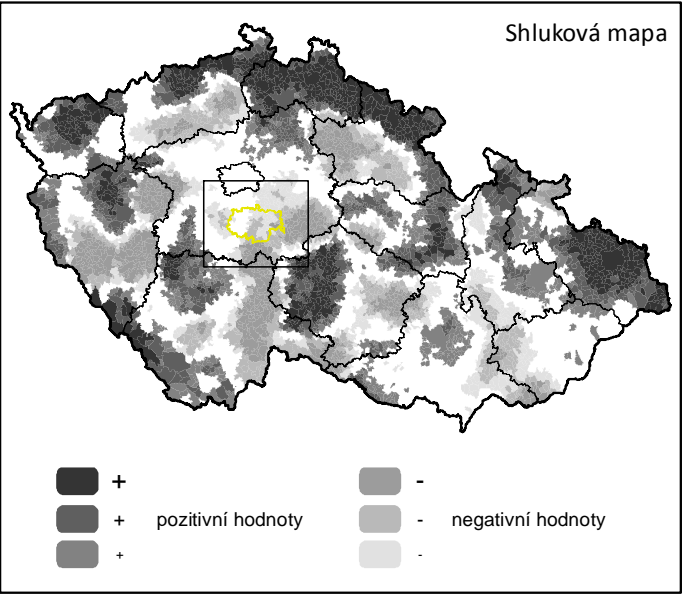 Shluková mapa
+ -
+ pozitivní hodnoty - negativní hodnoty
+ -